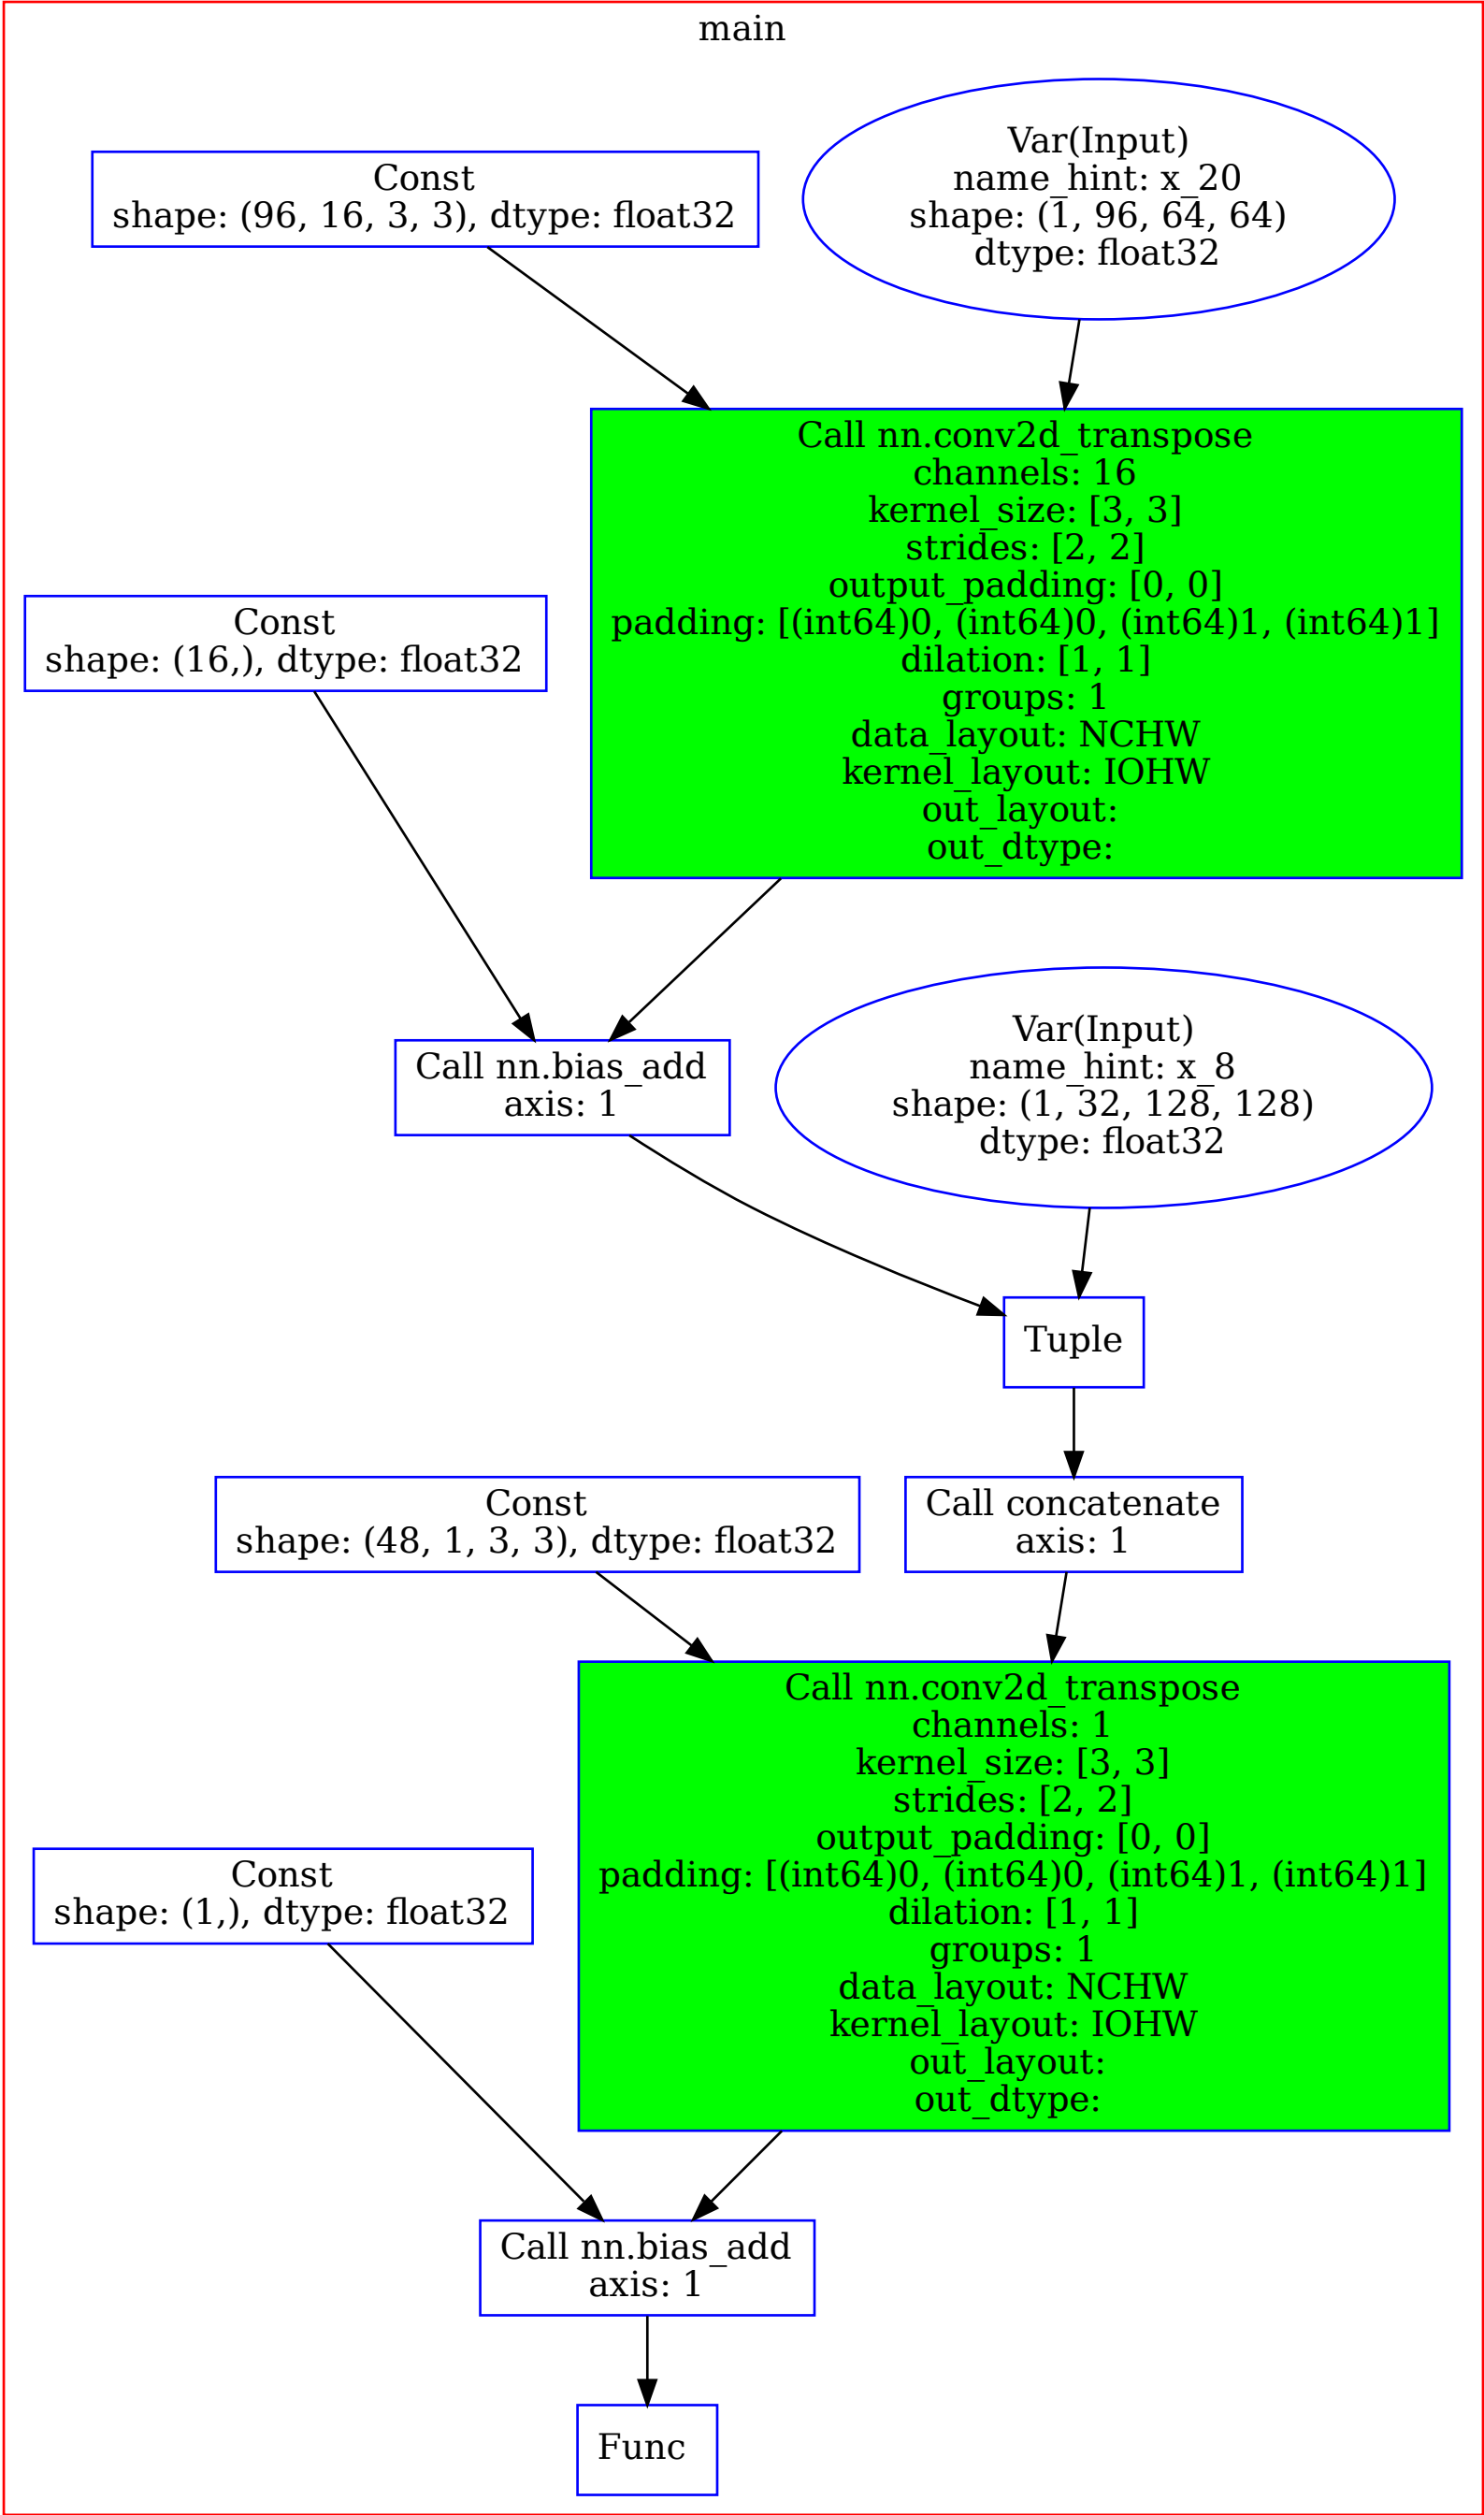 main
Const
shape: (96, 16, 3, 3), dtype: float32
Var(Input)
name_hint: x_20
shape: (1, 96, 64, 64)
dtype: float32
Call nn.conv2d_transpose
channels: 16
kernel_size: [3, 3]
strides: [2, 2]
output_padding: [0, 0]
padding: [(int64)0, (int64)0, (int64)1, (int64)1]
dilation: [1, 1]
groups: 1
data_layout: NCHW
kernel_layout: IOHW
out_layout:
out_dtype:
Const
shape: (16,), dtype: float32
Call nn.bias_add
axis: 1
Var(Input)
name_hint: x_8
shape: (1, 32, 128, 128)
dtype: float32
Tuple
Const
shape: (48, 1, 3, 3), dtype: float32
Call concatenate
axis: 1
Call nn.conv2d_transpose
channels: 1
kernel_size: [3, 3]
strides: [2, 2]
output_padding: [0, 0]
padding: [(int64)0, (int64)0, (int64)1, (int64)1]
dilation: [1, 1]
groups: 1
data_layout: NCHW
kernel_layout: IOHW
out_layout:
out_dtype:
Const
shape: (1,), dtype: float32
Call nn.bias_add
axis: 1
Func